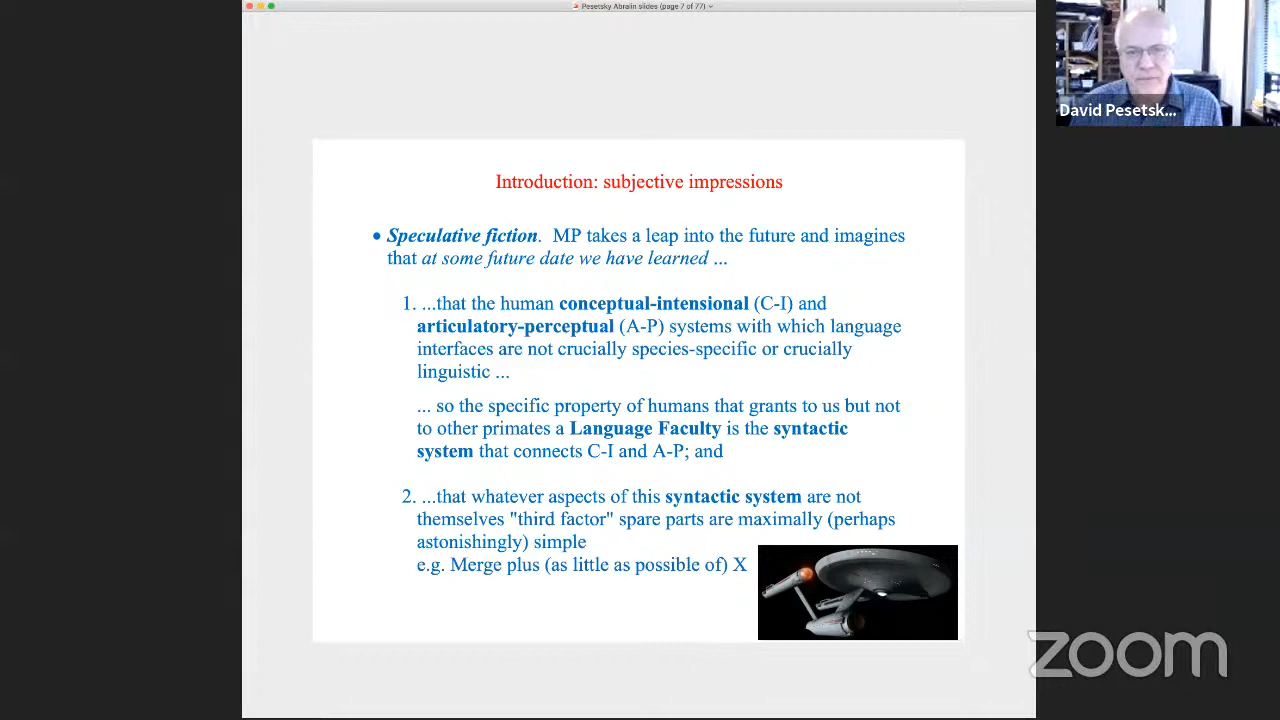 Pesetsky Abralin slides (page 7 of 77)
David Pesetsk...
Introduction: subjective impressions
• Speculative fiction. MP takes a leap into the future and imagines
that at some future date we have learned ...
1. ...that the human conceptual-intensional (C-I) and
articulatory-perceptual (A-P) systems with which language
interfaces are not crucially species-specific or crucially
linguistic ...
... so the specific property of humans that grants to us but not
to other primates a Language Faculty is the syntactic
system that connects C-I and A-P; and
2. ...that whatever aspects of this syntactic system are not
themselves "third factor" spare parts are maximally (perhaps
astonishingly) simple
e.g. Merge plus (as little as possible of) X
zoom